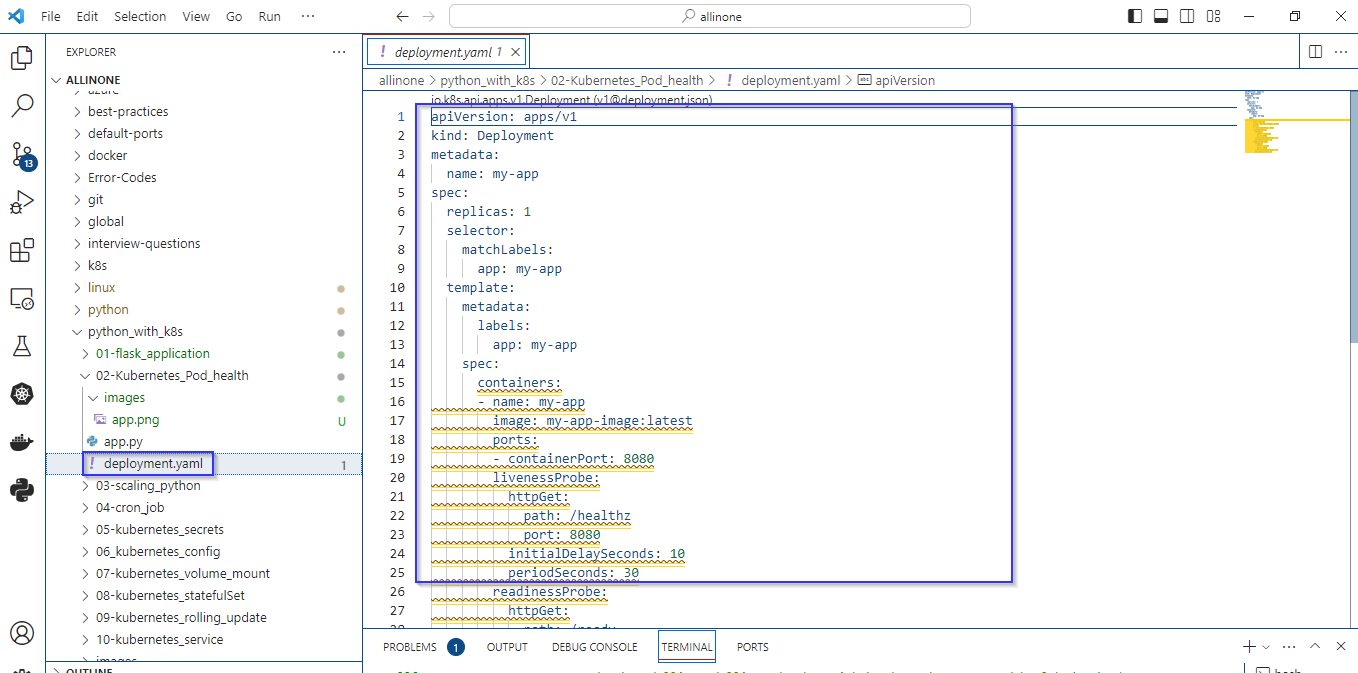 File Edit Selection View Go Run ··· allinone
EXPLORER ···
ALLINONE
azure
best-practices
default-ports
docker
Error-Codes
git
global
interview-questions
k8s
linux
python
python_with_k8s
01-flask_application
02-Kubernetes_Pod_health
images
app.png U
app.py
deployment.yaml 1
03-scaling_python
04-cron_job
05-kubernetes_secrets
06_kubernetes_config
07-kubernetes_volume_mount
08-kubernetes_statefulSet
09-kubernetes_rolling_update
10-kubernetes_service
images
OUTLINE
13
! deployment.yaml 1 ×
allinone > python_with_k8s > 02-Kubernetes_Pod_health > ! deployment.yaml > abc apiVersion
io.k8s.api.apps.v1.Deployment (v1@deployment.json)
1 apiVersion: apps/v1
2 kind: Deployment
3 metadata:
4 name: my-app
5 spec:
6 replicas: 1
7 selector:
8 matchLabels:
9 app: my-app
10 template:
11 metadata:
12 labels:
13 app: my-app
14 spec:
15 containers:
16 - name: my-app
17 image: my-app-image:latest
18 ports:
19 - containerPort: 8080
20 livenessProbe:
21 httpGet:
22 path: /healthz
23 port: 8080
24 initialDelaySeconds: 10
25 periodSeconds: 30
26 readinessProbe:
27 httpGet:
path: /ready
PROBLEMS 1 OUTPUT DEBUG CONSOLE TERMINAL PORTS
bash